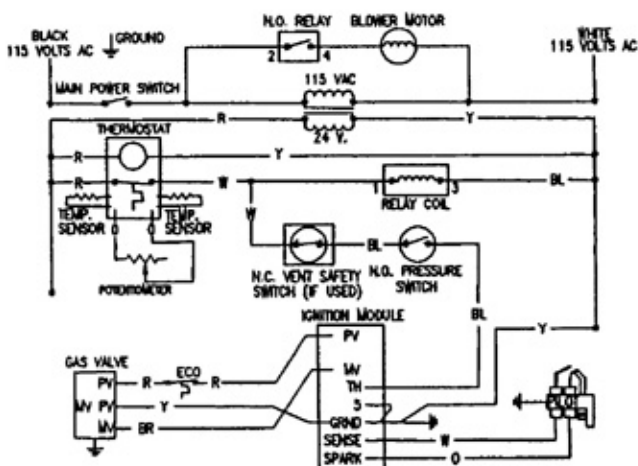 BLACK
115 VOLTS AC
GROUND
N.O. RELAY
BLOWER MOTOR
WHITE
115 VOLTS AC
2
4
MAIN POWER SWITCH
115 VAC
R
Y
THERMOSTAT
24 V.
R
Y
R
W
1
3
BL
RELAY COIL
TEMP.
SENSOR
TEMP.
SENSOR
W
BL
POTENTIOMETER
N.C. VENT SAFETY
SWITCH (IF USED)
N.O. PRESSURE
SWITCH
IGNITION MODULE
BL
Y
GAS VALVE
ECO
PV
PV
R
R
MV
TH
MV PV
Y
S
MV
BR
GRND
SENSE
W
SPARK
O